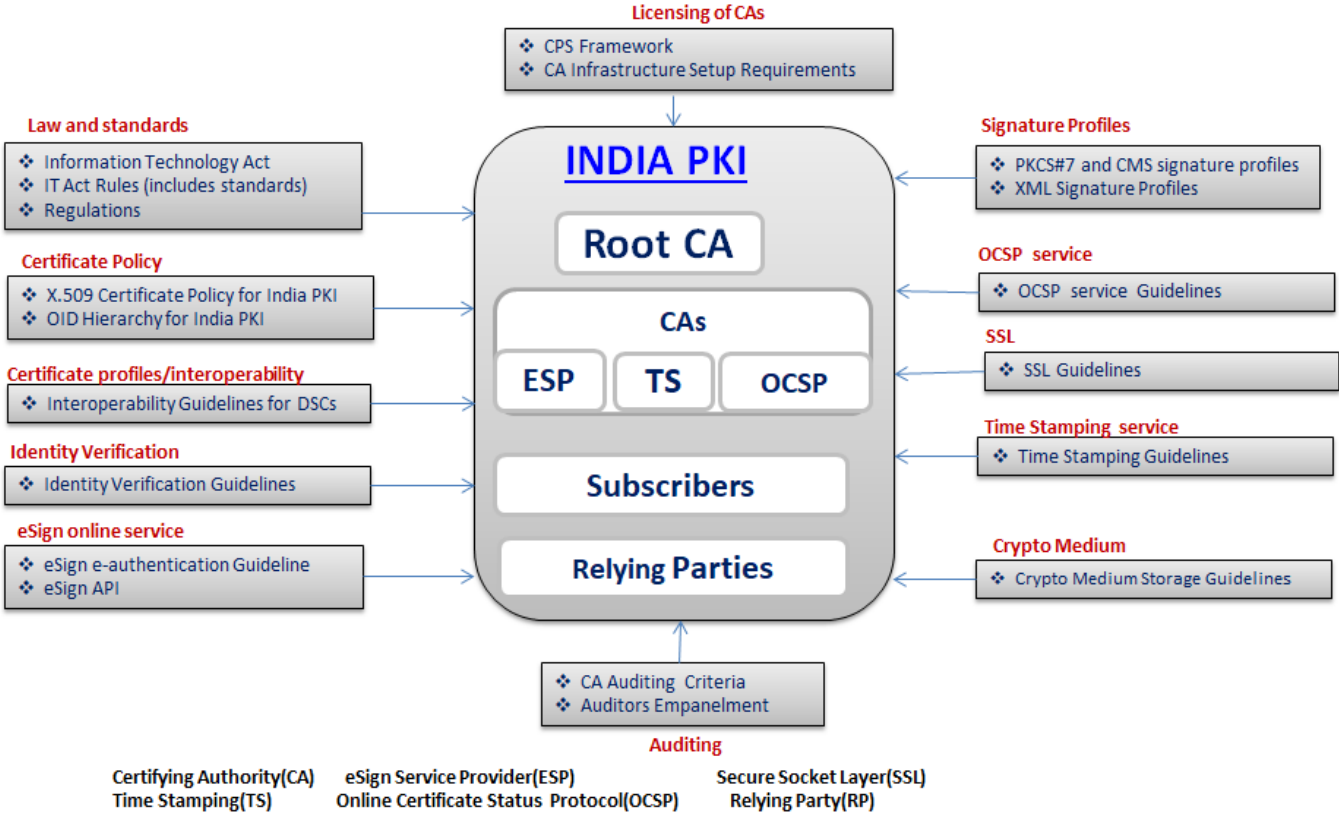 Licensing of CAs
❖ CPS Framework
❖ CA Infrastructure Setup Requirements
Law and standards
❖ Information Technology Act
❖ IT Act Rules (includes standards)
❖ Regulations
Certificate Policy
❖ X.509 Certificate Policy for India PKI
❖ OID Hierarchy for India PKI
Certificate profiles/interoperability
❖ Interoperability Guidelines for DSCs
Identity Verification
❖ Identity Verification Guidelines
eSign online service
❖ eSign e-authentication Guideline
❖ eSign API
INDIA PKI
Root CA
CAs
ESP TS OCSP
Subscribers
Relying Parties
Signature Profiles
❖ PKCS#7 and CMS signature profiles
❖ XML Signature Profiles
OCSP service
❖ OCSP service Guidelines
SSL
❖ SSL Guidelines
Time Stamping service
❖ Time Stamping Guidelines
Crypto Medium
❖ Crypto Medium Storage Guidelines
❖ CA Auditing Criteria
❖ Auditors Empanelment
Auditing
Certifying Authority(CA) eSign Service Provider(ESP) Secure Socket Layer(SSL)
Time Stamping(TS) Online Certificate Status Protocol(OCSP) Relying Party(RP)